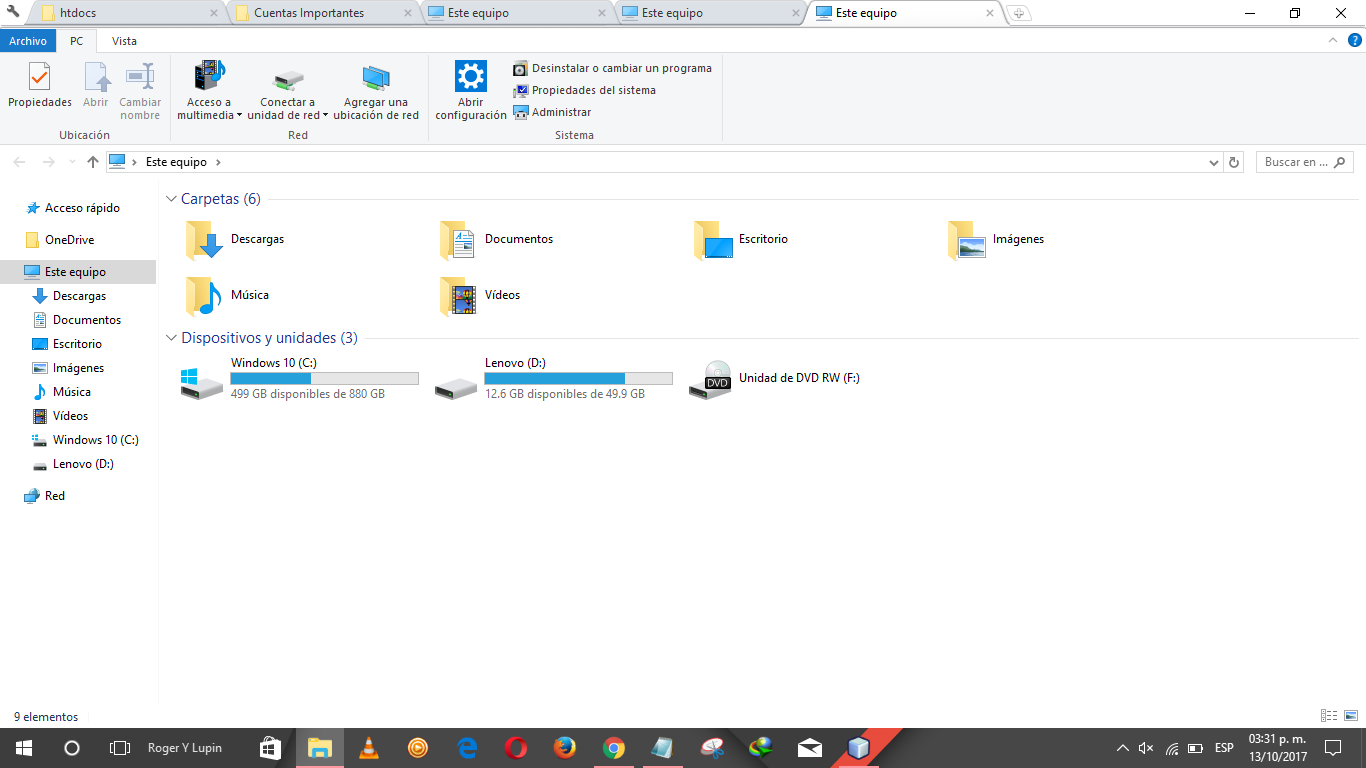 htdocs
Cuentas Importantes
Este equipo
Este equipo
Este equipo
Archivo
PC
Vista
Propiedades
Abrir
Cambiar
nombre
Ubicación
Acceso a
multimedia
Conectar a
unidad de red
Agregar una
ubicación de red
Red
Abrir
configuración
Desinstalar o cambiar un programa
Propiedades del sistema
Administrar
Sistema
Este equipo
Buscar en ...
Acceso rápido
OneDrive
Este equipo
Descargas
Documentos
Escritorio
Imágenes
Música
Vídeos
Windows 10 (C:)
Lenovo (D:)
Red
Carpetas (6)
Descargas
Documentos
Escritorio
Imágenes
Música
Vídeos
Dispositivos y unidades (3)
Windows 10 (C:)
499 GB disponibles de 880 GB
Lenovo (D:)
12.6 GB disponibles de 49.9 GB
DVD
Unidad de DVD RW (F:)
9 elementos
Roger Y Lupin
ESP
03:31 p. m.
13/10/2017